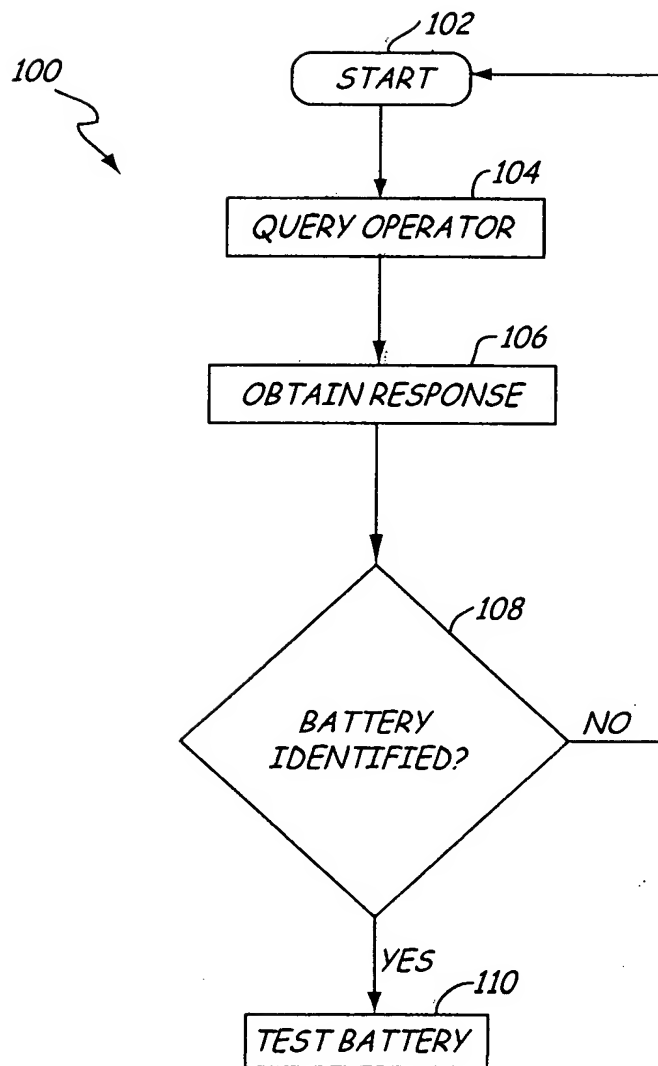 102
100
START
104
QUERY OPERATOR
106
OBTAIN RESPONSE
108
BATTERY
IDENTIFIED?
NO
YES
110
TEST BATTERY